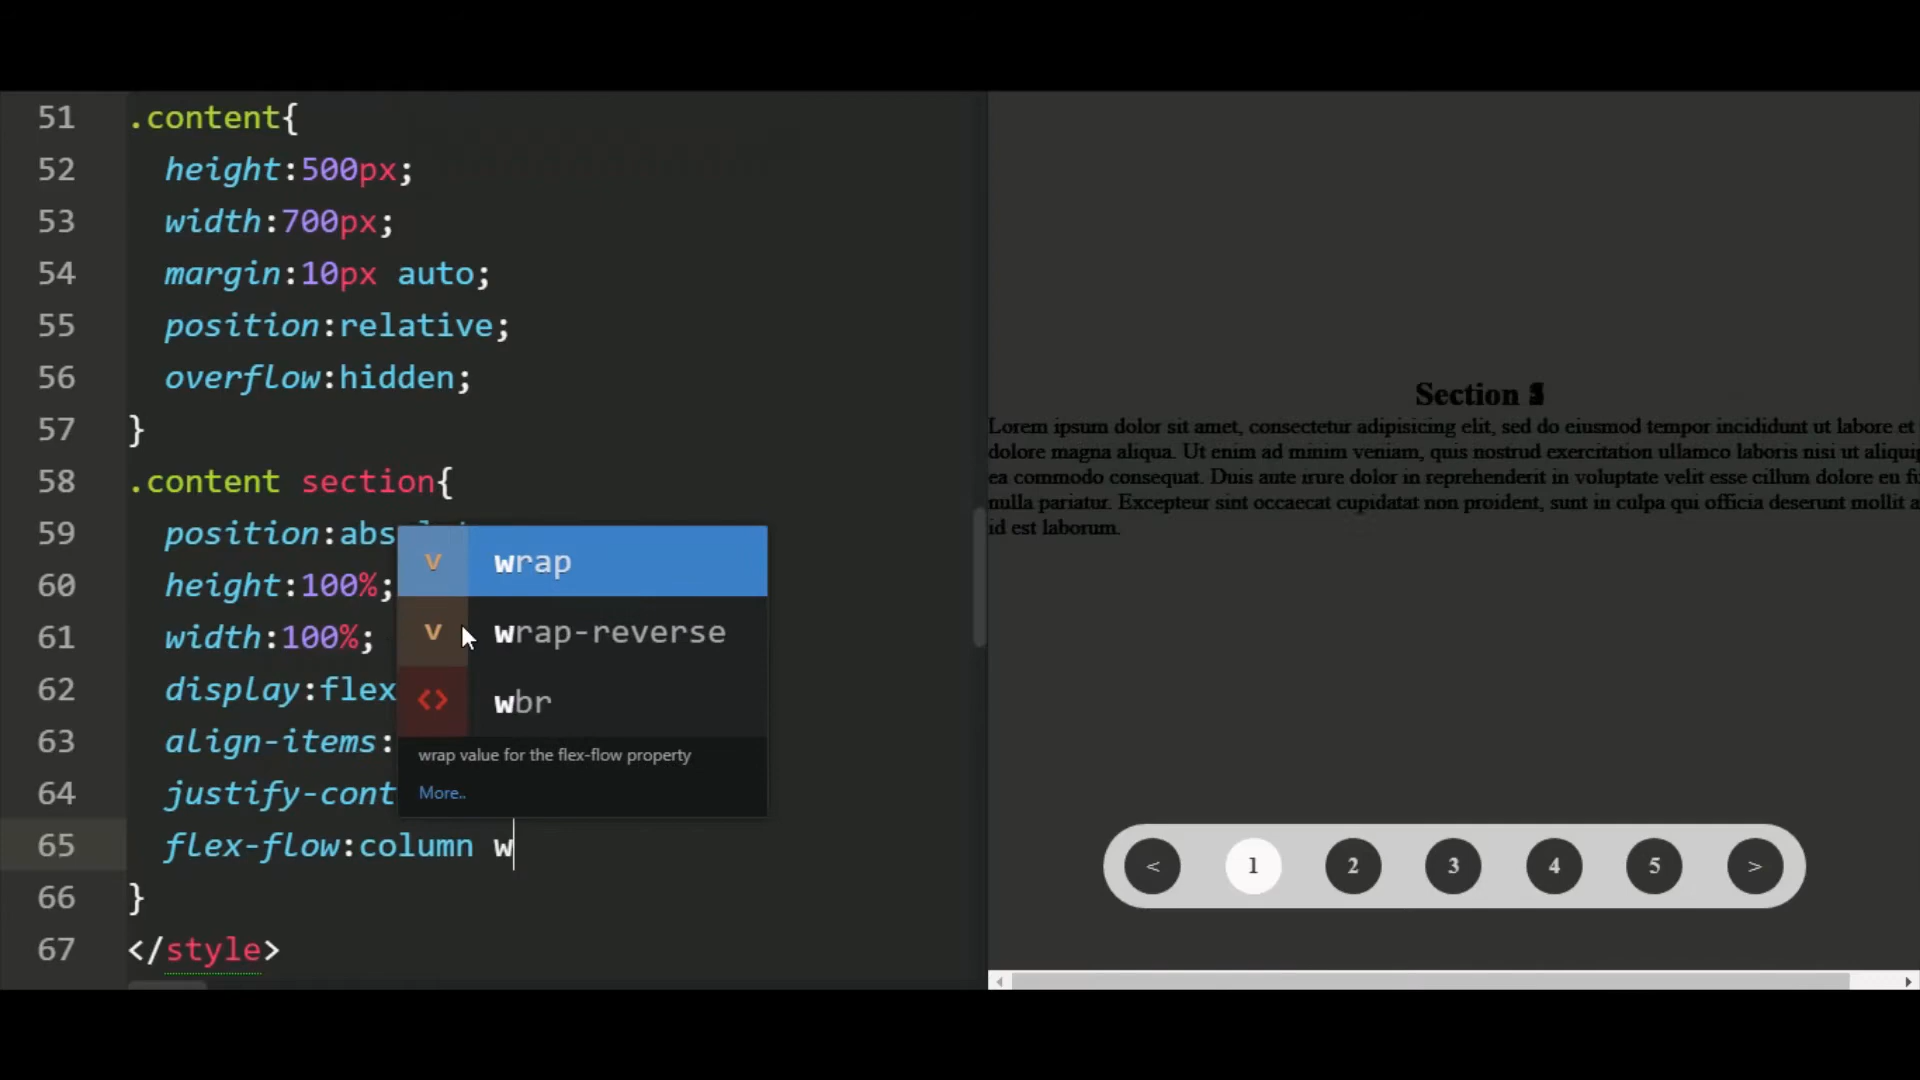 51 .content{
52 height:500px;
53 width:700px;
54 margin:10px auto;
55 position:relative;
56 overflow:hidden;
57 }
58 .content section{
59 position:abs
60 height:100%;
61 width:100%;
62 display:flex
63 align-items:
64 justify-cont
65 flex-flow:column w
66 }
67 </style>
v wrap
v wrap-reverse
<> wbr
wrap value for the flex-flow property
More..
Section
Lorem ipsum dolor sit amet, consectetur adipisicing elit, sed do eiusmod tempor incididunt ut labore et
dolore magna aliqua. Ut enim ad minim veniam, quis nostrud exercitation ullamco laboris nisi ut aliquip
ea commodo consequat. Duis aute irure dolor in reprehenderit in voluptate velit esse cillum dolore eu fu
nulla pariatur. Excepteur sint occaecat cupidatat non proident, sunt in culpa qui officia deserunt mollit a
id est laborum.
< 1 2 3 4 5 >